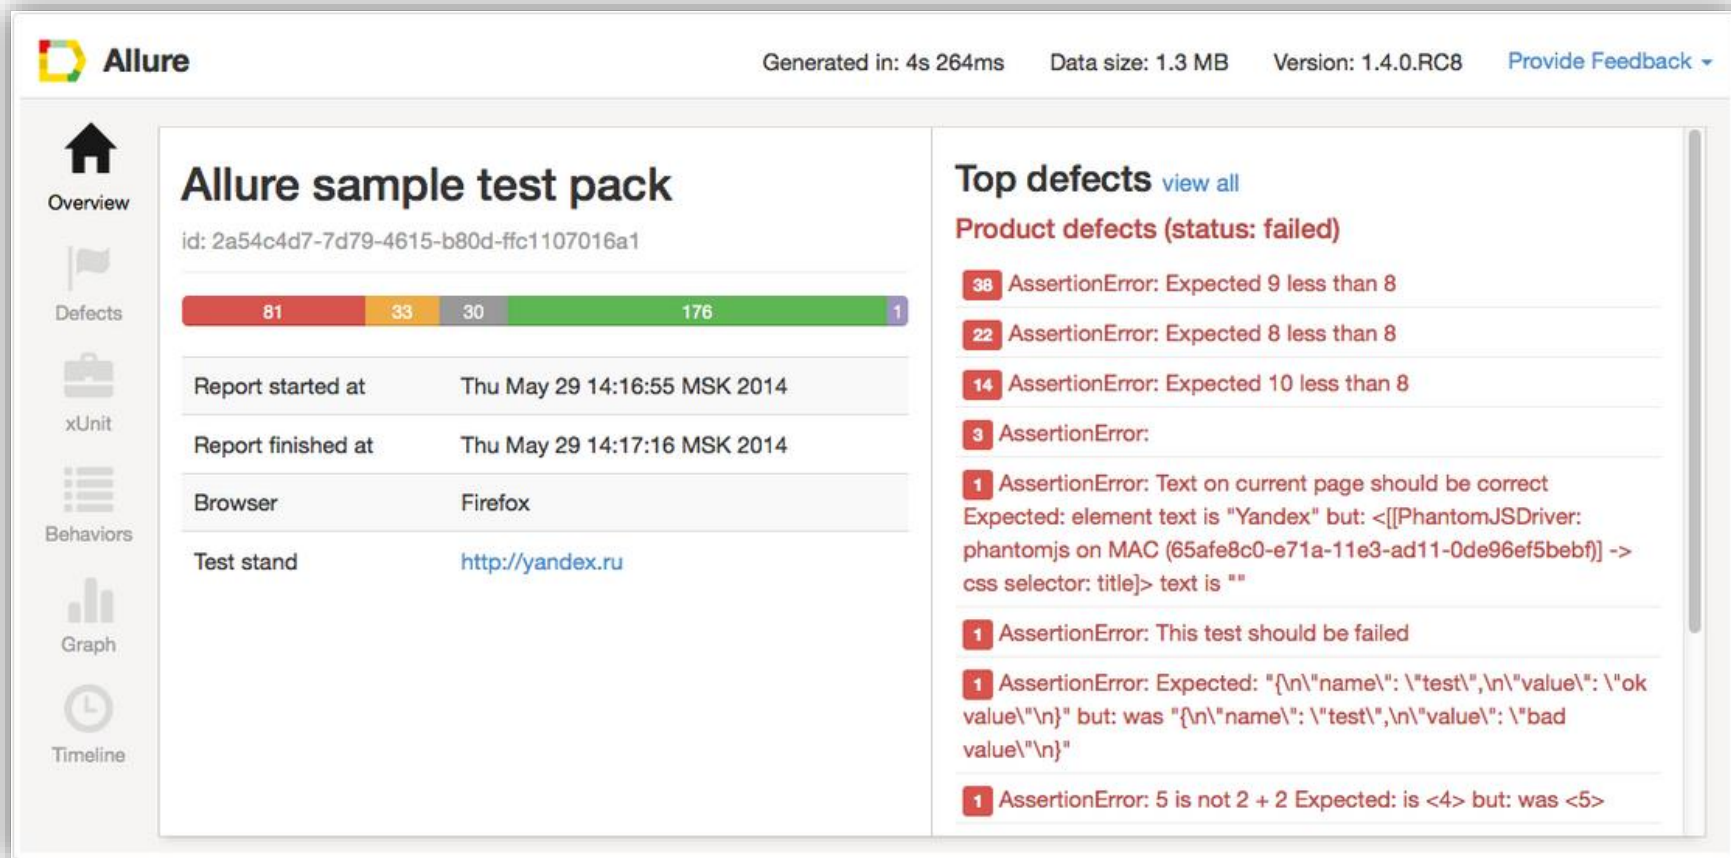 Allure
Generated in: 4s 264ms
Data size: 1.3 MB
Version: 1.4.0.RC8
Provide Feedback
Overview
Defects
xUnit
Behaviors
Graph
Timeline
Allure sample test pack
id: 2a54c4d7-7d79-4615-b80d-ffc1107016a1
81 33 30 176 1
Report started at Thu May 29 14:16:55 MSK 2014
Report finished at Thu May 29 14:17:16 MSK 2014
Browser Firefox
Test stand http://yandex.ru
Top defects view all
Product defects (status: failed)
38 AssertionError: Expected 9 less than 8
22 AssertionError: Expected 8 less than 8
14 AssertionError: Expected 10 less than 8
3 AssertionError:
1 AssertionError: Text on current page should be correct
Expected: element text is "Yandex" but: <[[PhantomJSDriver:
phantomjs on MAC (65afe8c0-e71a-11e3-ad11-0de96ef5bebf)] ->
css selector: title]> text is ""
1 AssertionError: This test should be failed
1 AssertionError: Expected: "{\n\"name\": \"test\",\n\"value\": \"ok
value\"\n}" but: was "{\n\"name\": \"test\",\n\"value\": \"bad
value\"\n}"
1 AssertionError: 5 is not 2 + 2 Expected: is <4> but: was <5>